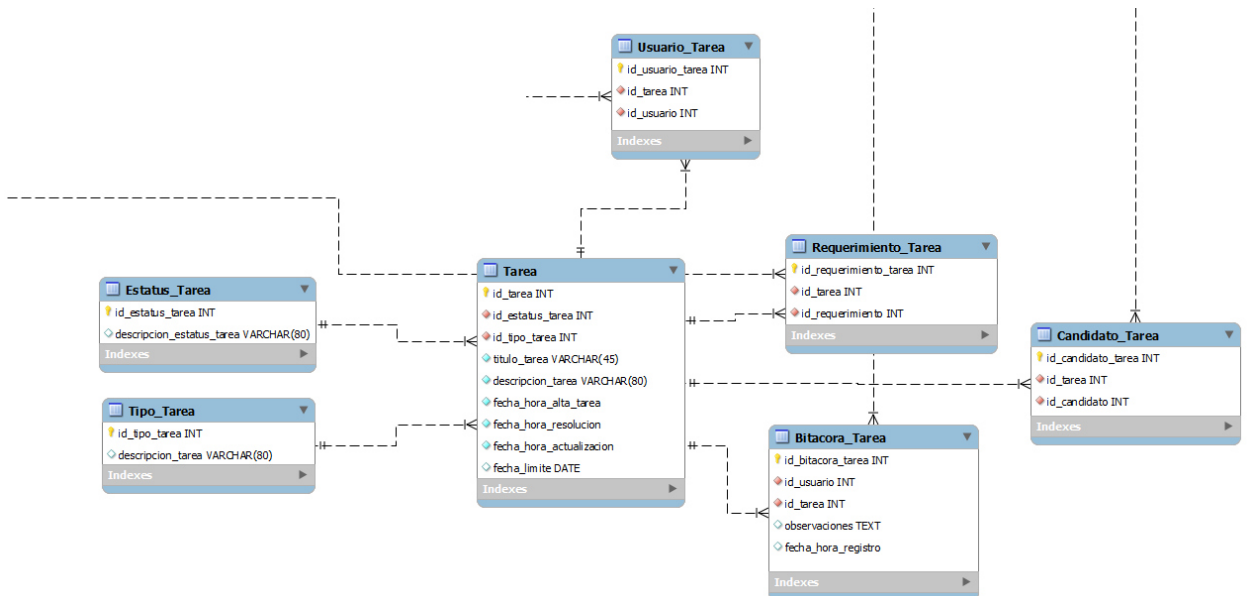 Usuario_Tarea
id_usuario_tarea INT
id_tarea INT
id_usuario INT
Indexes
Estatus_Tarea
id_estatus_tarea INT
descripcion_estatus_tarea VARCHAR(80)
Indexes
Tipo_Tarea
id_tipo_tarea INT
descripcion_tarea VARCHAR(80)
Indexes
Tarea
id_tarea INT
id_estatus_tarea INT
id_tipo_tarea INT
titulo_tarea VARCHAR(45)
descripcion_tarea VARCHAR(80)
fecha_hora_alta_tarea
fecha_hora_resolucion
fecha_hora_actualizacion
fecha_limite DATE
Indexes
Requerimiento_Tarea
id_requerimiento_tarea INT
id_tarea INT
id_requerimiento INT
Indexes
Candidato_Tarea
id_candidato_tarea INT
id_tarea INT
id_candidato INT
Indexes
Bitacora_Tarea
id_bitacora_tarea INT
id_usuario INT
id_tarea INT
observaciones TEXT
fecha_hora_registro
Indexes